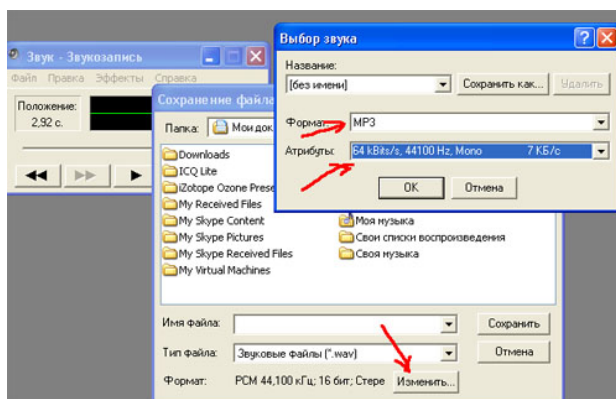 Звук - Звукозапись
Файл Правка Эффекты Справка
Положение:
2,92 с.
Сохранение файла
Папка:
Мои док
Downloads
ICQ Lite
iZotope Ozone Prese
My Received Files
My Skype Content
My Skype Pictures
My Skype Received Files
My Virtual Machines
Моя музыка
Свои списки воспроизведения
Своя музыка
Имя файла:
Сохранить
Тип файла:
Звуковые файлы (*.wav)
Отмена
Формат:
PCM 44,100 кГц; 16 бит; Стере
Изменить...
Выбор звука
Название:
[без имени]
Сохранить как...
Удалить
Формат:
MP3
Атрибуты:
64 kBits/s, 44100 Hz, Mono 7 КБ/с
OK
Отмена